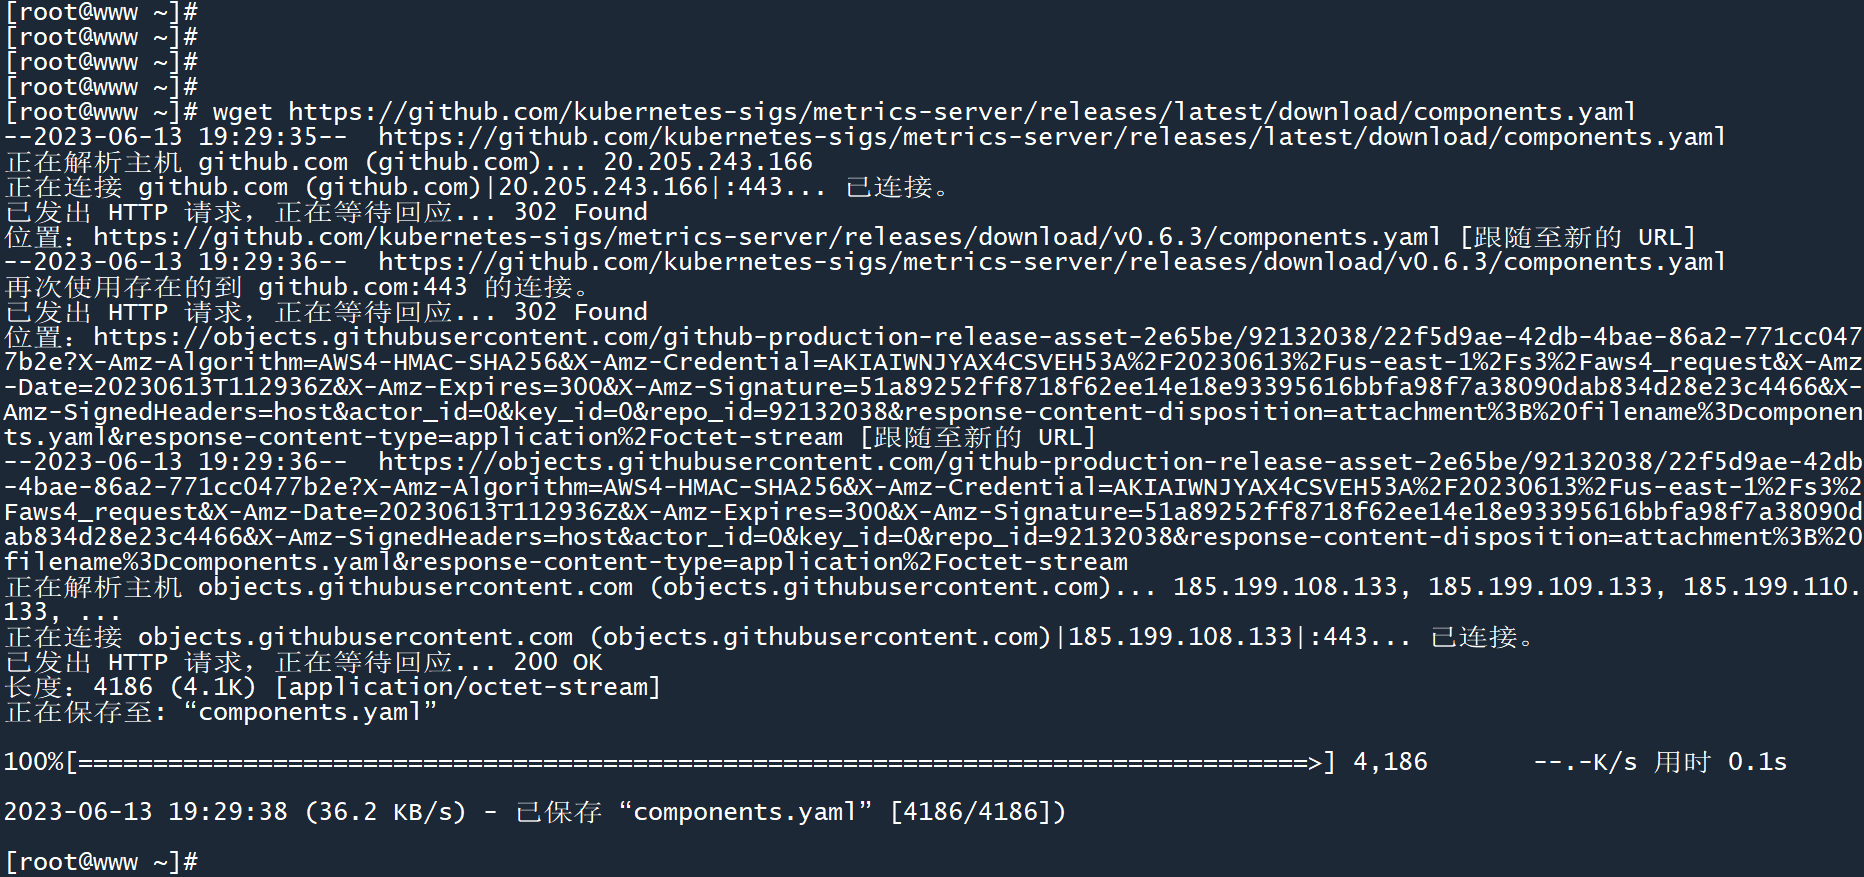 [root@www ~]#
[root@www ~]#
[root@www ~]#
[root@www ~]#
[root@www ~]# wget https://github.com/kubernetes-sigs/metrics-server/releases/latest/download/components.yaml
--2023-06-13 19:29:35--  https://github.com/kubernetes-sigs/metrics-server/releases/latest/download/components.yaml
正在解析主机 github.com (github.com)... 20.205.243.166
正在连接 github.com (github.com)|20.205.243.166|:443... 已连接。
已发出 HTTP 请求，正在等待回应... 302 Found
位置：https://github.com/kubernetes-sigs/metrics-server/releases/download/v0.6.3/components.yaml [跟随至新的 URL]
--2023-06-13 19:29:36--  https://github.com/kubernetes-sigs/metrics-server/releases/download/v0.6.3/components.yaml
再次使用存在的到 github.com:443 的连接。
已发出 HTTP 请求，正在等待回应... 302 Found
位置：https://objects.githubusercontent.com/github-production-release-asset-2e65be/92132038/22f5d9ae-42db-4bae-86a2-771cc047
7b2e?X-Amz-Algorithm=AWS4-HMAC-SHA256&X-Amz-Credential=AKIAIWNJYAX4CSVEH53A%2F20230613%2Fus-east-1%2Fs3%2Faws4_request&X-Amz
-Date=20230613T112936Z&X-Amz-Expires=300&X-Amz-Signature=51a89252ff8718f62ee14e18e93395616bbfa98f7a38090dab834d28e23c4466&X-
Amz-SignedHeaders=host&actor_id=0&key_id=0&repo_id=92132038&response-content-disposition=attachment%3B%20filename%3Dcomponen
ts.yaml&response-content-type=application%2Foctet-stream [跟随至新的 URL]
--2023-06-13 19:29:36--  https://objects.githubusercontent.com/github-production-release-asset-2e65be/92132038/22f5d9ae-42db
-4bae-86a2-771cc0477b2e?X-Amz-Algorithm=AWS4-HMAC-SHA256&X-Amz-Credential=AKIAIWNJYAX4CSVEH53A%2F20230613%2Fus-east-1%2Fs3%2
Faws4_request&X-Amz-Date=20230613T112936Z&X-Amz-Expires=300&X-Amz-Signature=51a89252ff8718f62ee14e18e93395616bbfa98f7a38090d
ab834d28e23c4466&X-Amz-SignedHeaders=host&actor_id=0&key_id=0&repo_id=92132038&response-content-disposition=attachment%3B%20
filename%3Dcomponents.yaml&response-content-type=application%2Foctet-stream
正在解析主机 objects.githubusercontent.com (objects.githubusercontent.com)... 185.199.108.133, 185.199.109.133, 185.199.110.
133, ...
正在连接 objects.githubusercontent.com (objects.githubusercontent.com)|185.199.108.133|:443... 已连接。
已发出 HTTP 请求，正在等待回应... 200 OK
长度：4186 (4.1K) [application/octet-stream]
正在保存至: “components.yaml”
100%[==================================================================================>] 4,186       --.-K/s 用时 0.1s
2023-06-13 19:29:38 (36.2 KB/s) - 已保存 “components.yaml” [4186/4186])
[root@www ~]#